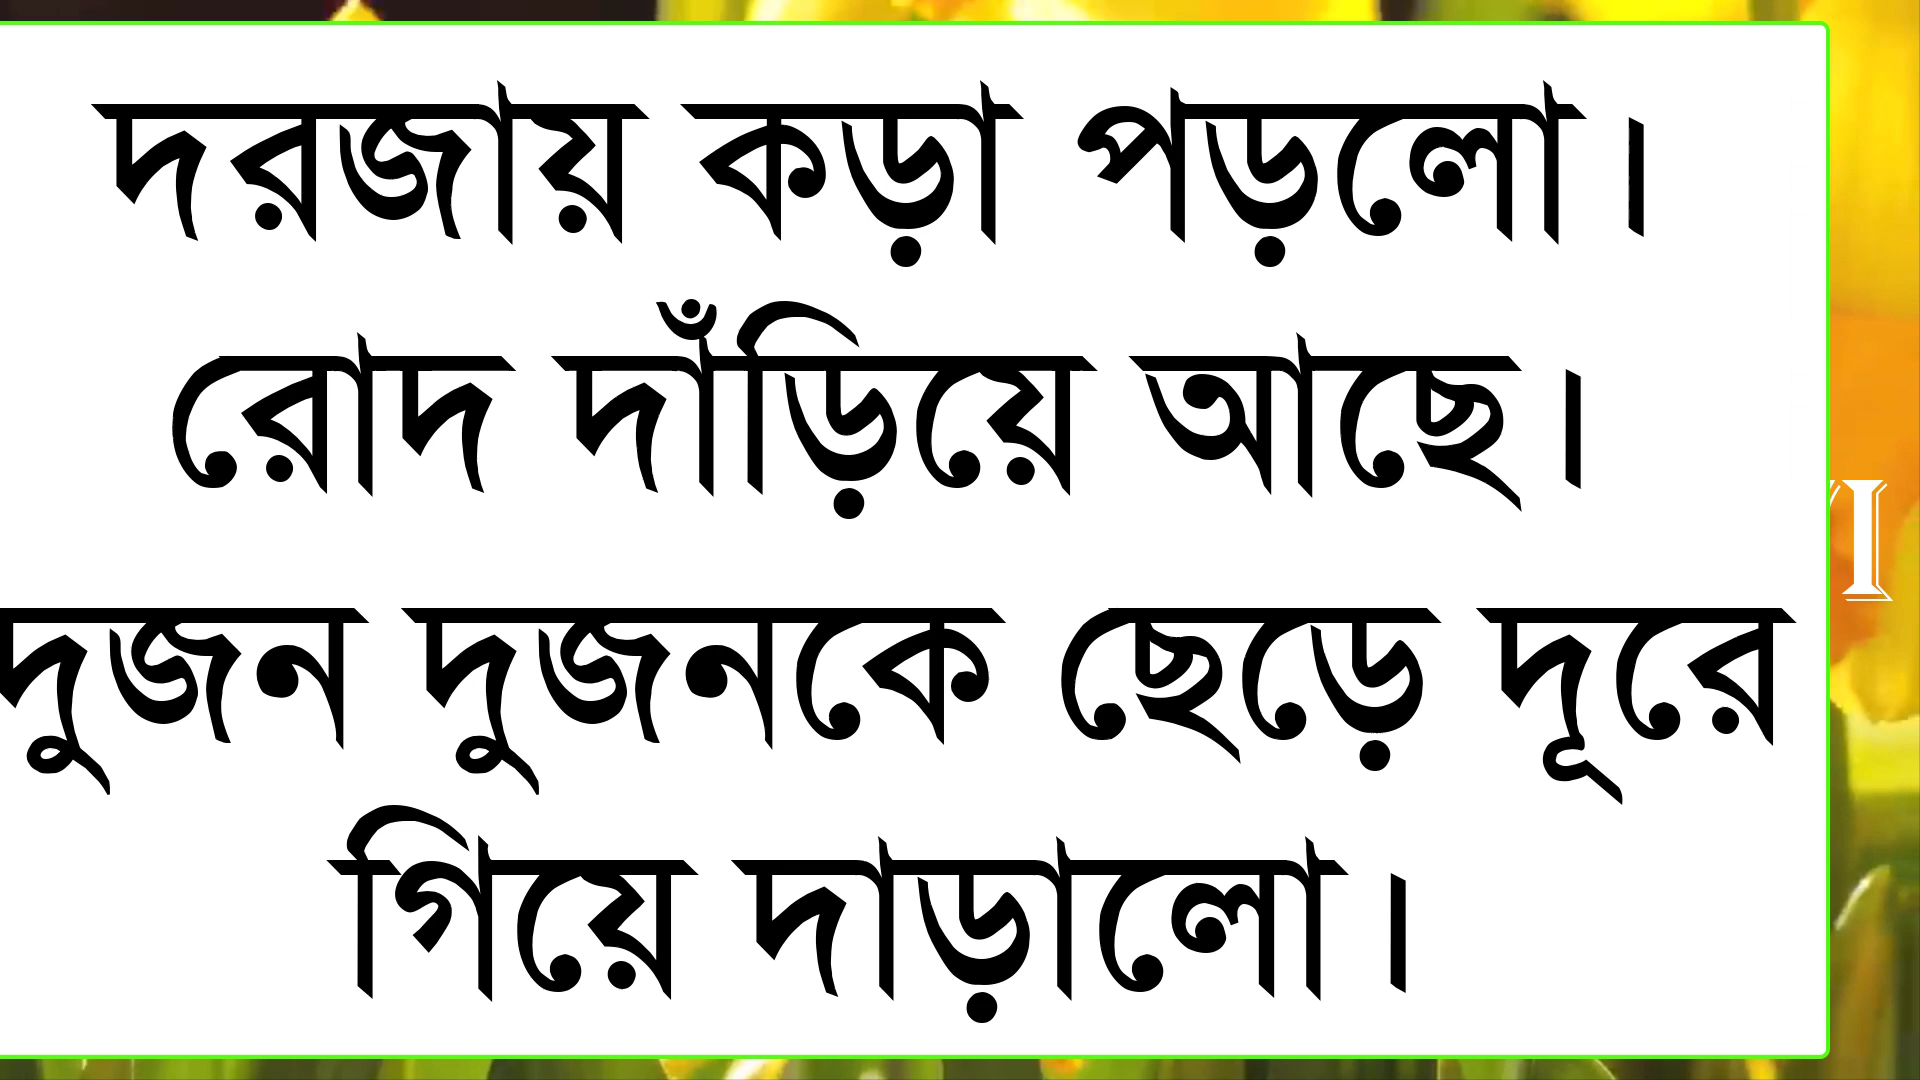 দরজায় কড়া পড়লো।
রোদ দাঁড়িয়ে আছে।
দুজন দুজনকে ছেড়ে দূরে
গিয়ে দাড়ালো।